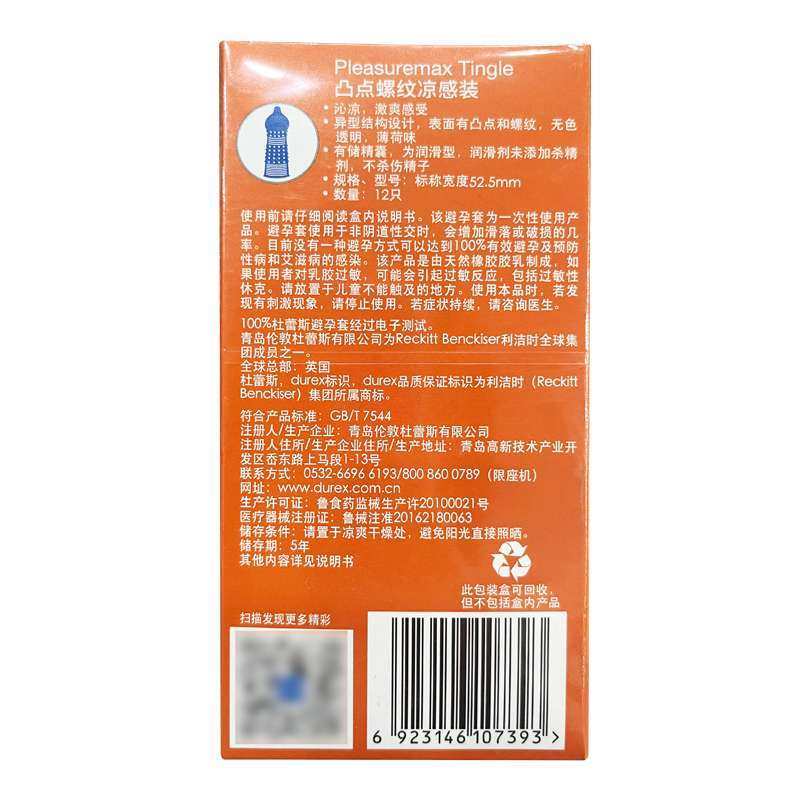 Pleasuremax Tingle
凸点螺纹凉感装
• 沁凉，激爽感受
• 异型结构设计，表面有凸点和螺纹，无色
透明，薄荷味
• 有储精囊，为润滑型，润滑剂未添加杀精
剂，不杀伤精子
• 规格、型号：标称宽度52.5mm
• 数量：12只
使用前请仔细阅读盒内说明书。该避孕套为一次性使用产
品。避孕套使用于非阴道性交时，会增加滑落或破损的几
率。目前没有一种避孕方式可以达到100%有效避孕及预防
性病和艾滋病的感染。该产品是由天然橡胶胶乳制成，如
果使用者对乳胶过敏，可能会引起过敏反应，包括过敏性
休克。请放置于儿童不能触及的地方。使用本品时，若发
现有刺激现象，请停止使用。若症状持续，请咨询医生。
100%杜蕾斯避孕套经过电子测试。
青岛伦敦杜蕾斯有限公司为Reckitt Benckiser利洁时全球集
团成员之一。
全球总部：英国
杜蕾斯，durex标识，durex品质保证标识为利洁时（Reckitt
Benckiser）集团所属商标。
符合产品标准：GB/T 7544
注册人/生产企业：青岛伦敦杜蕾斯有限公司
注册人住所/生产企业住所/生产地址：青岛高新技术产业开
发区岙东路上马段1-13号
联系方式：0532-6696 6193/800 860 0789（限座机）
网址：www.durex.com.cn
生产许可证：鲁食药监械生产许20100021号
医疗器械注册证：鲁械注准20162180063
储存条件：请置于凉爽干燥处，避免阳光直接照晒。
储存期：5年
其他内容详见说明书
此包装盒可回收，
但不包括盒内产品
扫描发现更多精彩
6 923146 107393 >